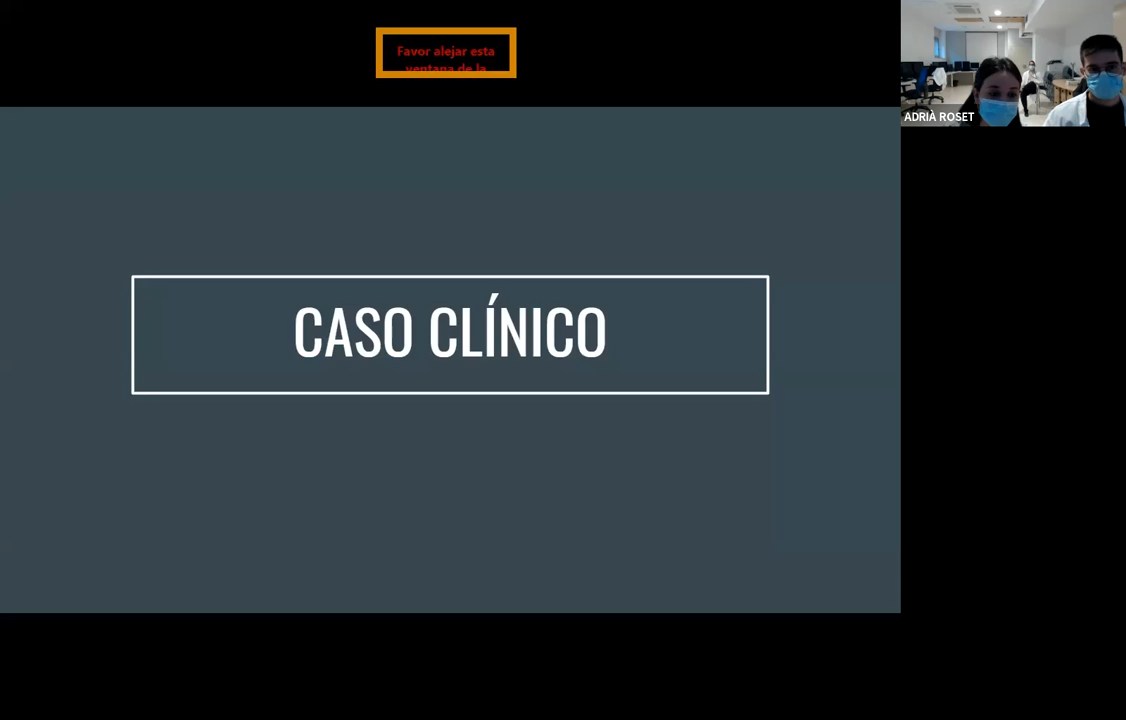 Favor alejar esta
ventana de la
ADRIÀ ROSET
CASO CLÍNICO